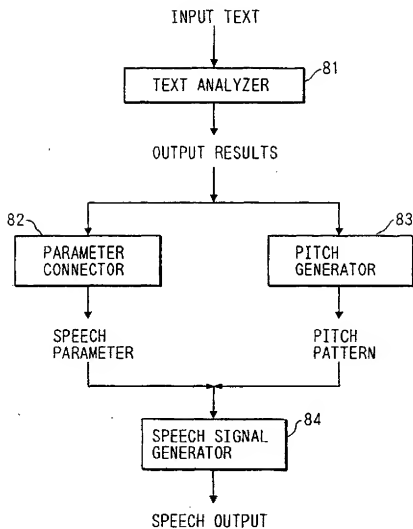 INPUT TEXT
81
TEXT ANALYZER
OUTPUT RESULTS
82
PARAMETER
CONNECTOR
83
PITCH
GENERATOR
SPEECH
PARAMETER
PITCH
PATTERN
84
SPEECH SIGNAL
GENERATOR
SPEECH OUTPUT